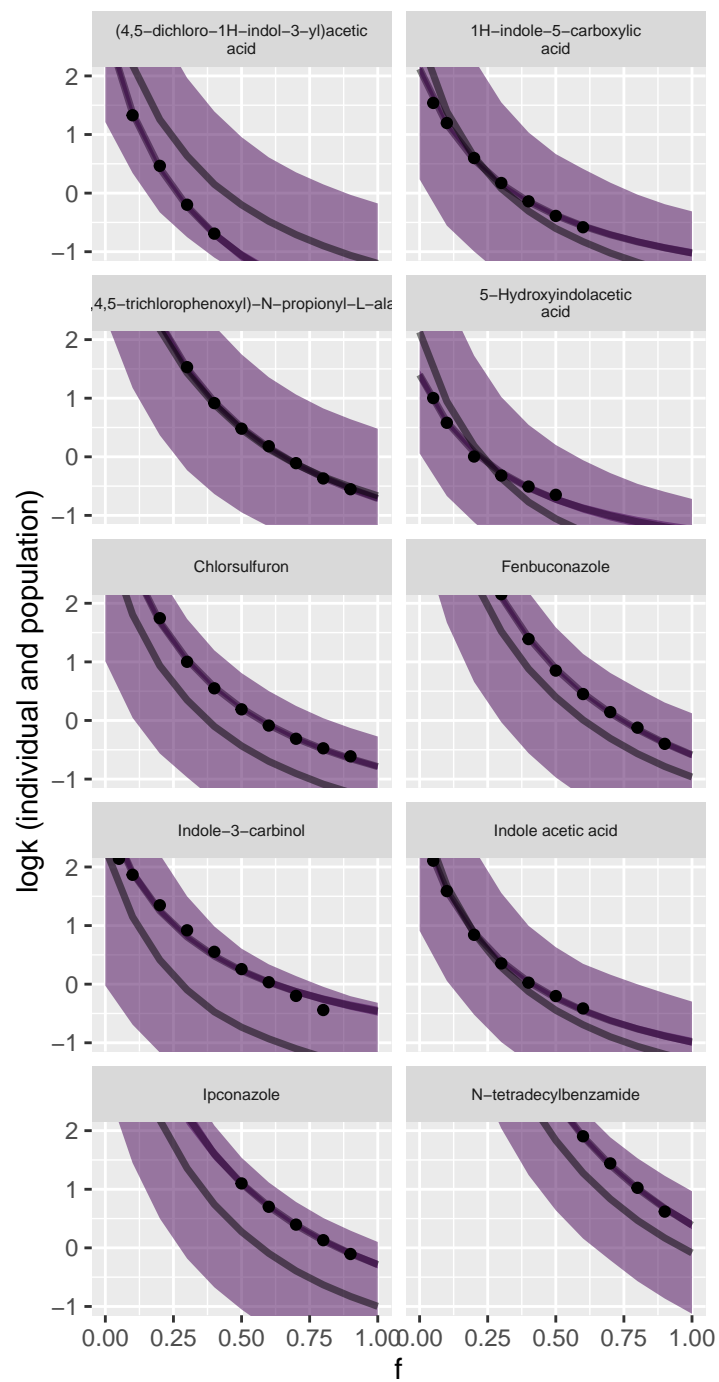 (4,5−dichloro−1H−indol−3−yl)acetic
acid
1H−indole−5−carboxylic
acid
2
1
0
−1
,4,5−trichlorophenoxyl)−N−propionyl−L−ala
5−Hydroxyindolacetic
acid
2
1
0
−1
Chlorsulfuron
Fenbuconazole
2
1
0
−1
Indole−3−carbinol
Indole acetic acid
2
1
0
−1
Ipconazole
N−tetradecylbenzamide
2
1
0
−1
0.00 0.25 0.50 0.75 1.00
0.00 0.25 0.50 0.75 1.00
f
logk (individual and population)